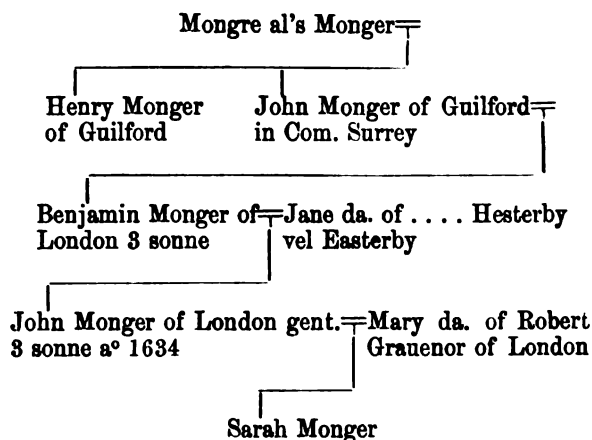 Mongre al's Monger
Henry Monger
of Guilford
John Monger of Guilford
in Com. Surrey
Benjamin Monger of
London 3 sonne
Jane da. of .... Hesterby
vel Easterby
John Monger of London gent.
3 sonne aº 1634
Mary da. of Robert
Grauenor of London
Sarah Monger